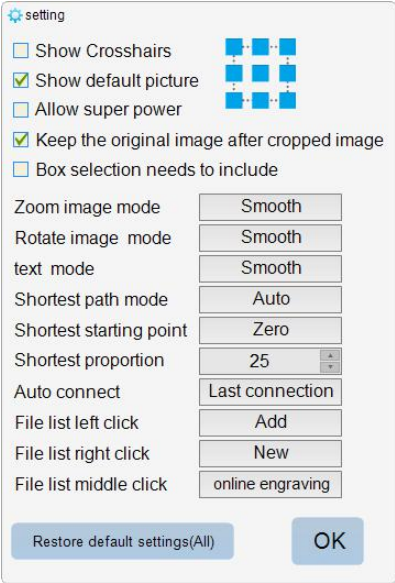 setting
Show Crosshairs
Show default picture
Allow super power
Keep the original image after cropped image
Box selection needs to include
Zoom image mode Smooth
Rotate image mode Smooth
text mode Smooth
Shortest path mode Auto
Shortest starting point Zero
Shortest proportion 25
Auto connect Last connection
File list left click Add
File list right click New
File list middle click online engraving
Restore default settings(All) OK